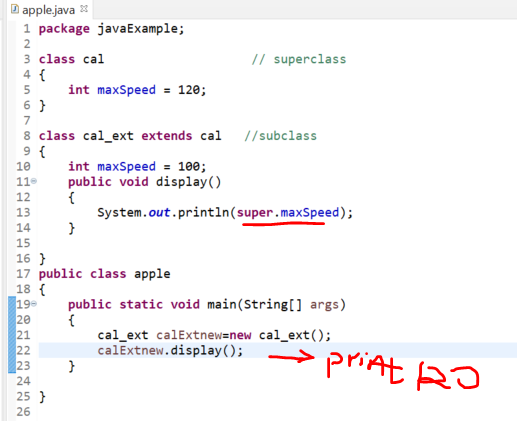 apple.java
1 package javaExample;
2
3 class cal // superclass
4 {
5 int maxSpeed = 120;
6 }
7
8 class cal_ext extends cal //subclass
9 {
10 int maxSpeed = 100;
11 public void display()
12 {
13 System.out.println(super.maxSpeed);
14 }
15
16 }
17 public class apple
18 {
19 public static void main(String[] args)
20 {
21 cal_ext calExtnew=new cal_ext();
22 calExtnew.display(); → print 120
23 }
24
25 }
26